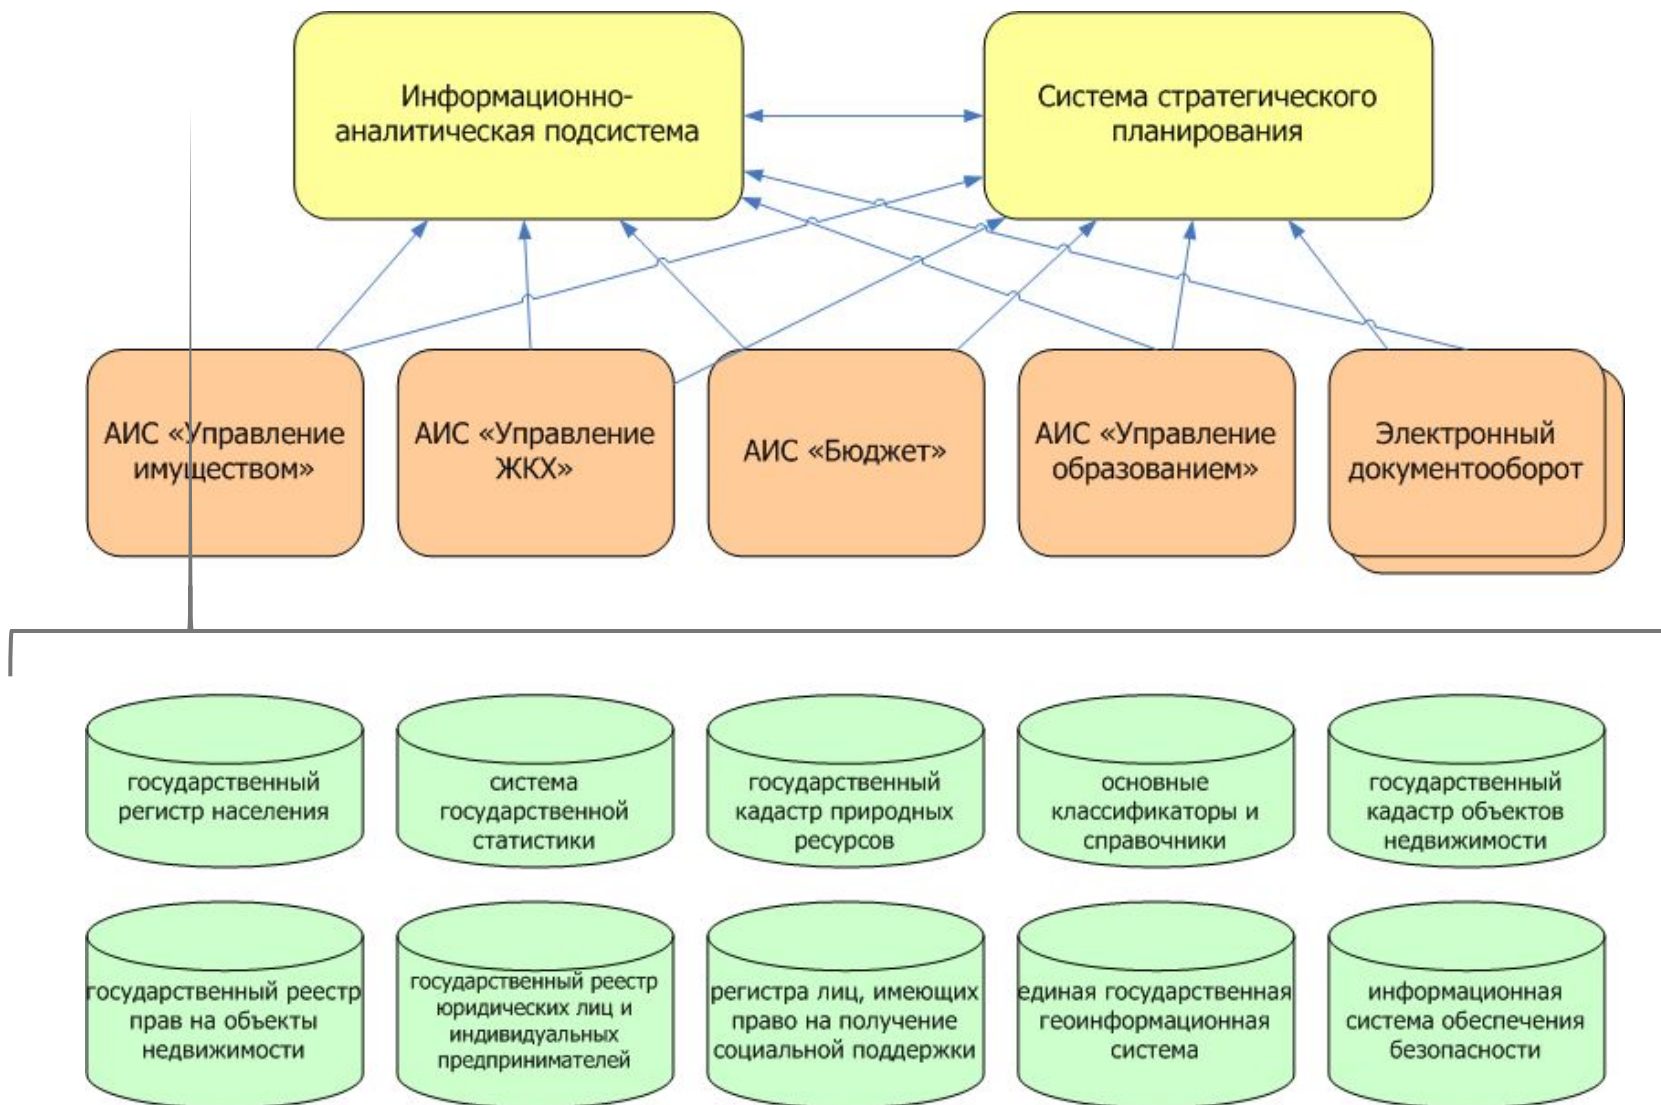 Информационно-
аналитическая подсистема
Система стратегического
планирования
АИС «Управление
имуществом»
АИС «Управление
ЖКХ»
АИС «Бюджет»
АИС «Управление
образованием»
Электронный
документооборот
государственный
регистр населения
система
государственной
статистики
государственный
кадастр природных
ресурсов
основные
классификаторы и
справочники
государственный
кадастр объектов
недвижимости
государственный реестр
прав на объекты
недвижимости
государственный реестр
юридических лиц и
индивидуальных
предпринимателей
регистра лиц, имеющих
право на получение
социальной поддержки
единая государственная
геоинформационная
система
информационная
система обеспечения
безопасности